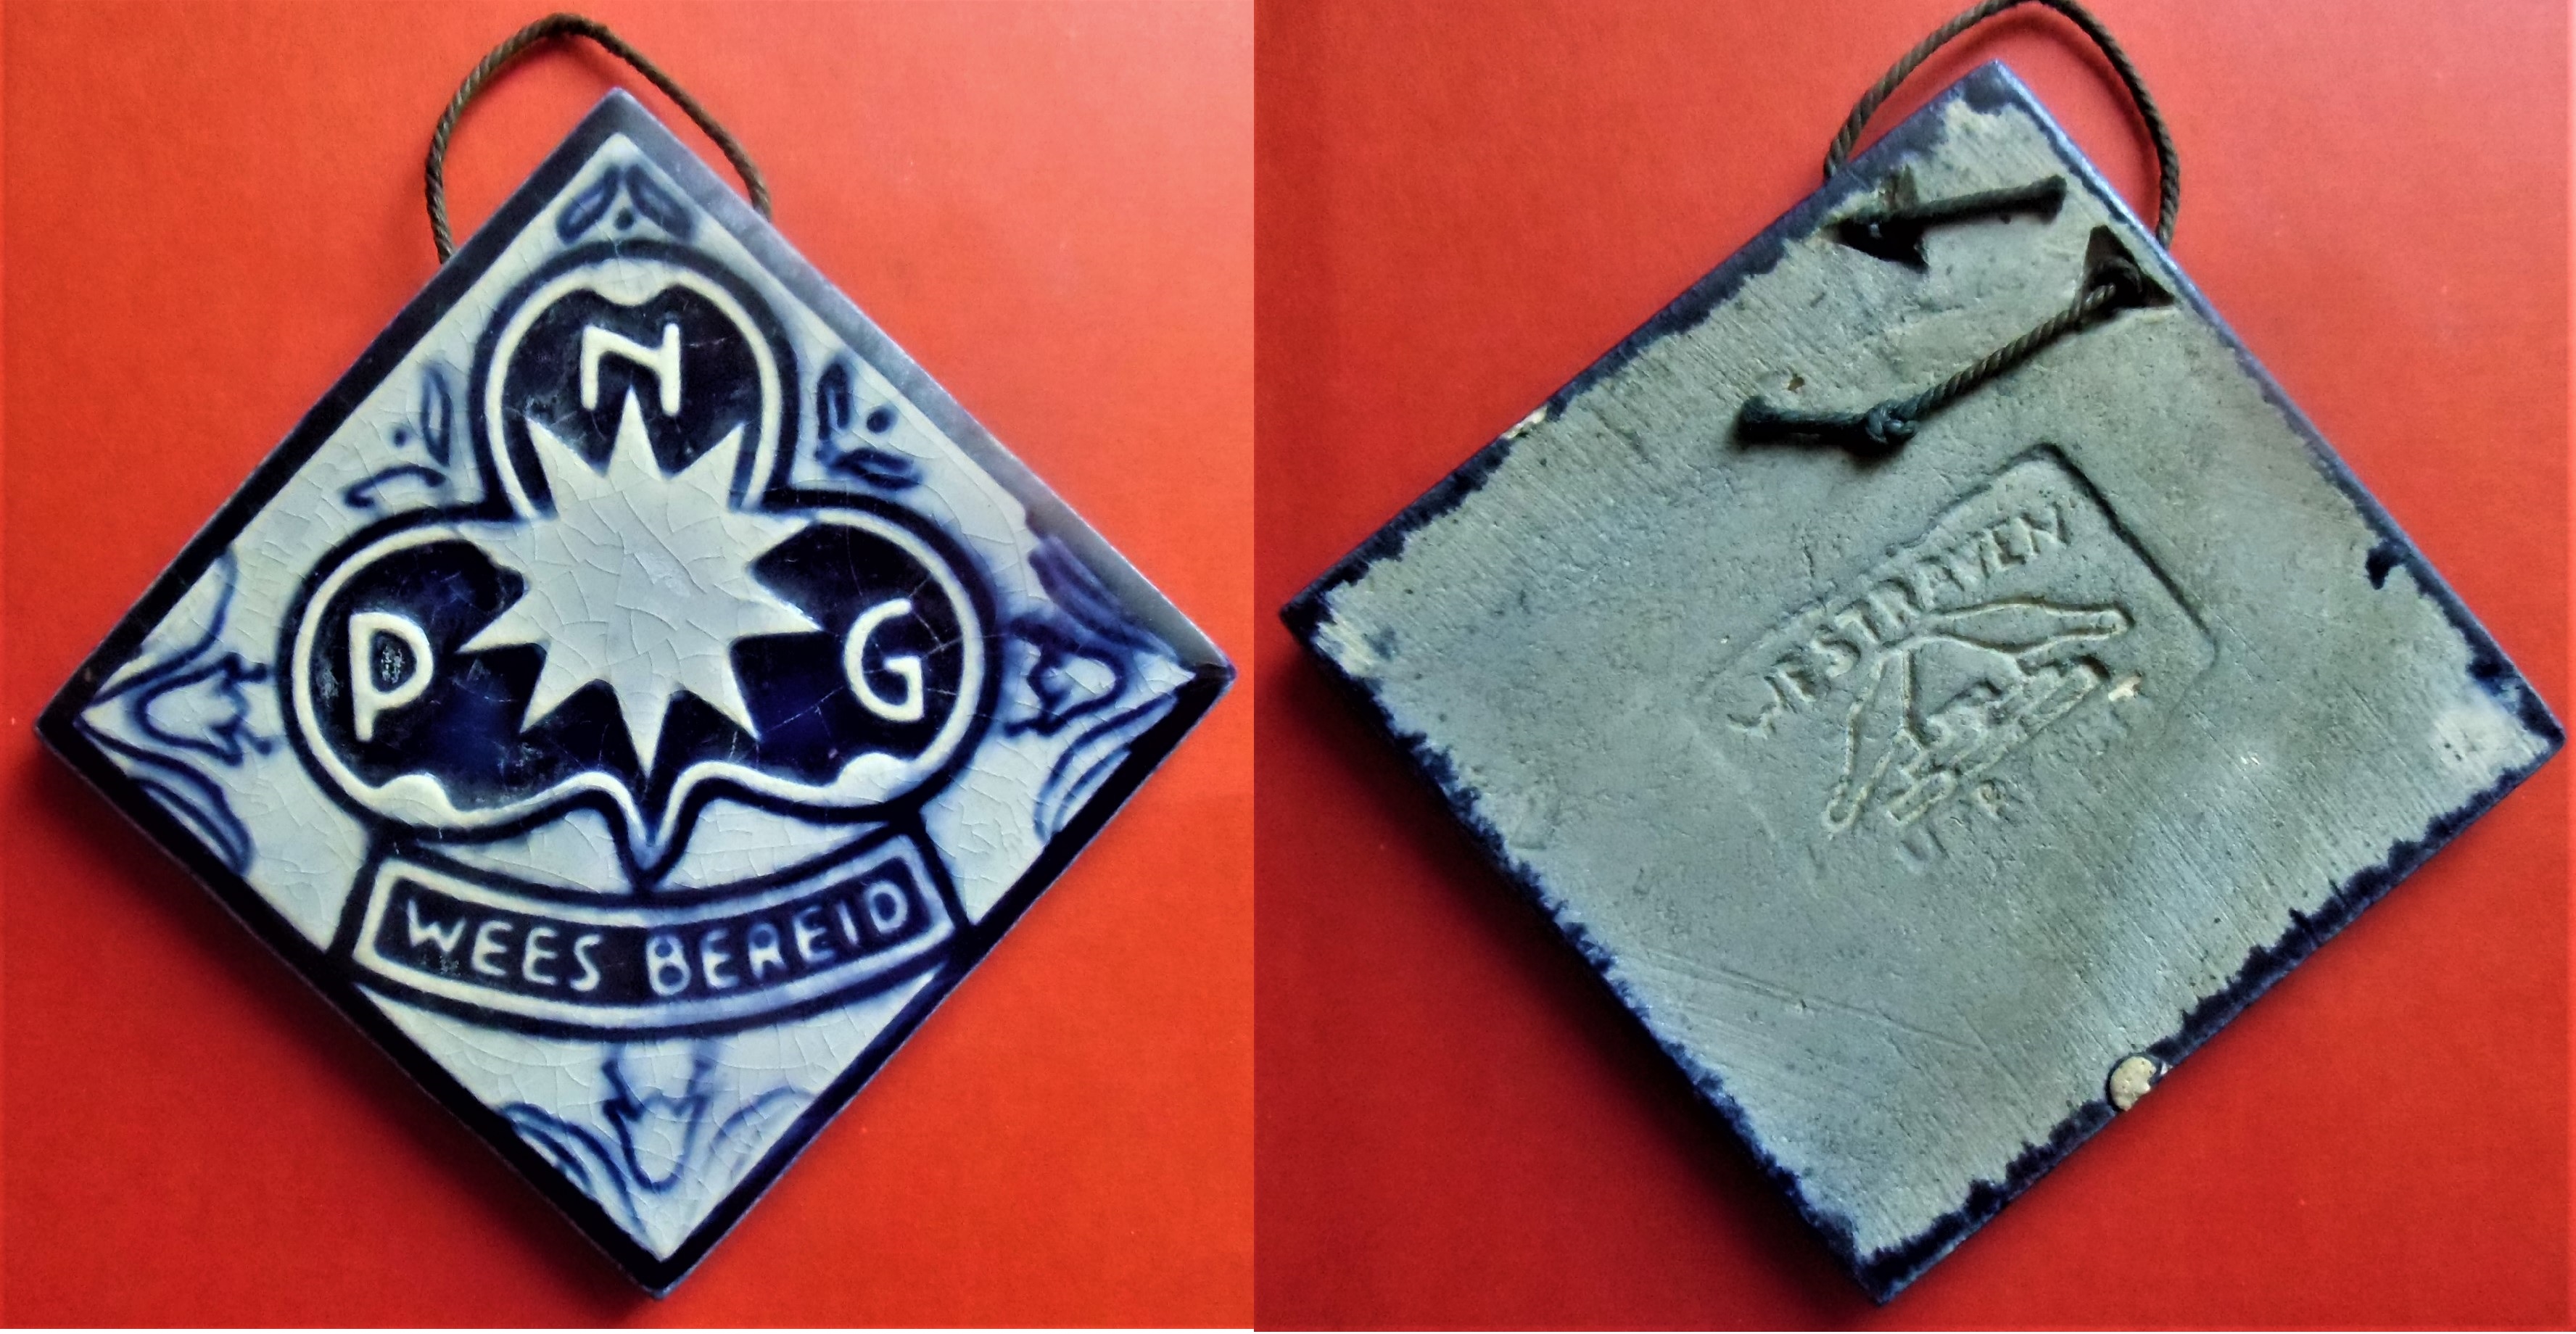 N
P G
WEES BEREID
WESTRAVEN